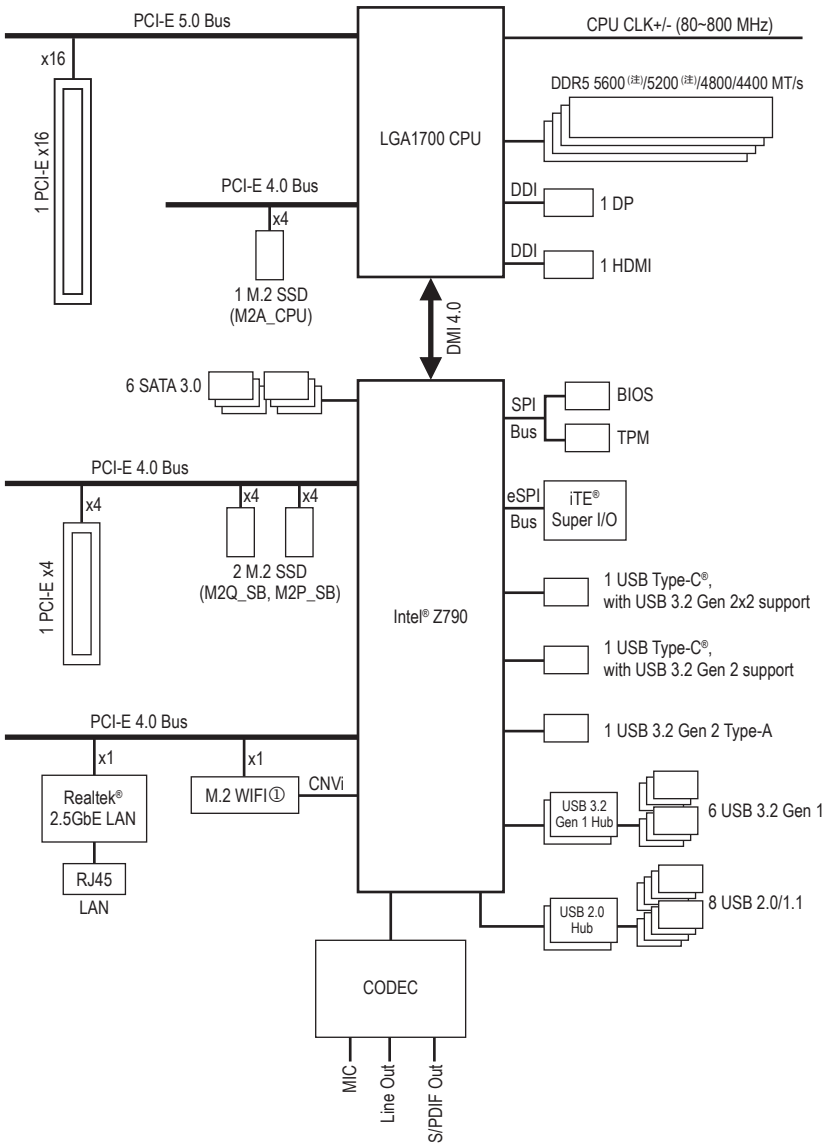 PCI-E 5.0 Bus
CPU CLK+/- (80~800 MHz)
x16
DDR5 5600 (注)/5200 (注)/4800/4400 MT/s
1 PCI-E x16
LGA1700 CPU
PCI-E 4.0 Bus
x4
DDI
1 DP
DDI
1 HDMI
1 M.2 SSD
(M2A_CPU)
DMI 4.0
6 SATA 3.0
SPI
Bus
BIOS
TPM
PCI-E 4.0 Bus
x4
x4
x4
eSPI
Bus
iTE®
Super I/O
1 PCI-E x4
2 M.2 SSD
(M2Q_SB, M2P_SB)
Intel® Z790
1 USB Type-C®,
with USB 3.2 Gen 2x2 support
1 USB Type-C®,
with USB 3.2 Gen 2 support
1 USB 3.2 Gen 2 Type-A
PCI-E 4.0 Bus
x1
x1
Realtek®
2.5GbE LAN
M.2 WIFI①
CNVi
RJ45
LAN
USB 3.2
Gen 1 Hub
6 USB 3.2 Gen 1
USB 2.0
Hub
8 USB 2.0/1.1
CODEC
MIC
Line Out
S/PDIF Out